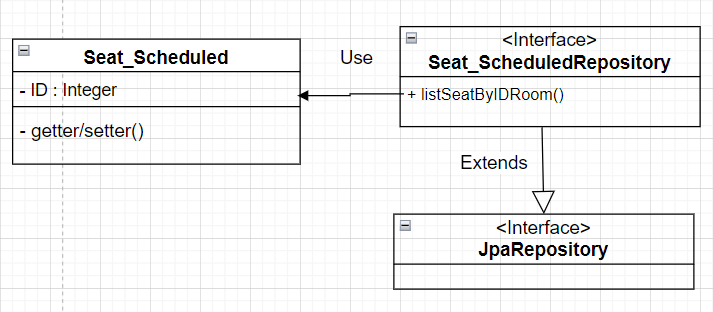 Seat_Scheduled
- ID : Integer
- getter/setter()
Use
<Interface>
Seat_ScheduledRepository
+ listSeatByIDRoom()
Extends
<Interface>
JpaRepository